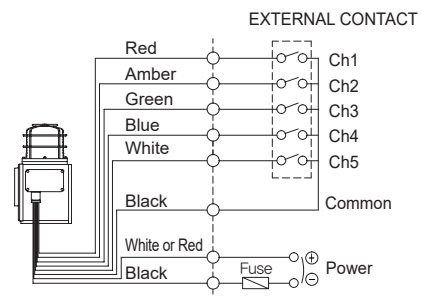 EXTERNAL CONTACT
Red
Ch1
Amber
Ch2
Green
Ch3
Blue
Ch4
White
Ch5
Black
Common
White or Red
⊕
Power
Black
Fuse
⊖